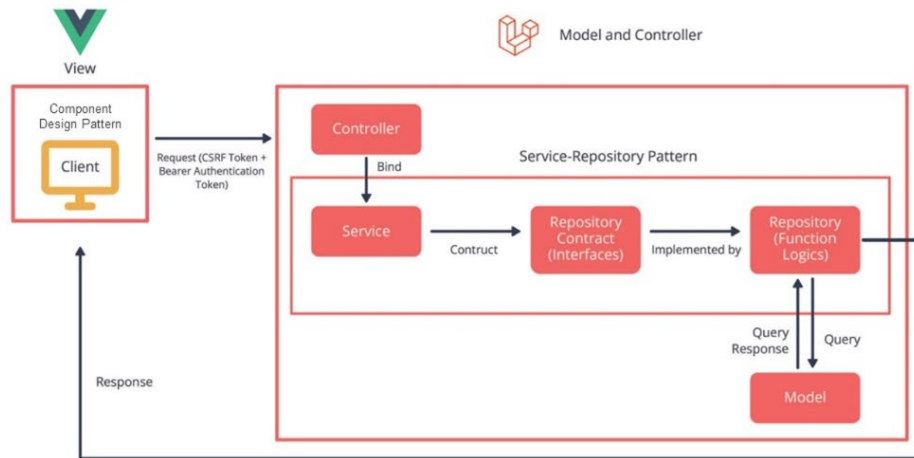 View
Component
Design Pattern
Client
Request (CSRF Token +
Bearer Authentication
Token)
Response
Model and Controller
Controller
Bind
Service-Repository Pattern
Service
Contruct
Repository
Contract
(Interfaces)
Implemented by
Repository
(Function
Logics)
Query
Response
Query
Model